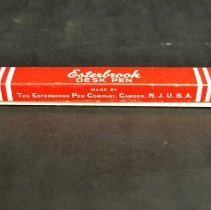 Esterbrook
DESK PEN
MADE BY
THE ESTERBROOK PEN COMPANY, CAMDEN, N. J. U. S. A.